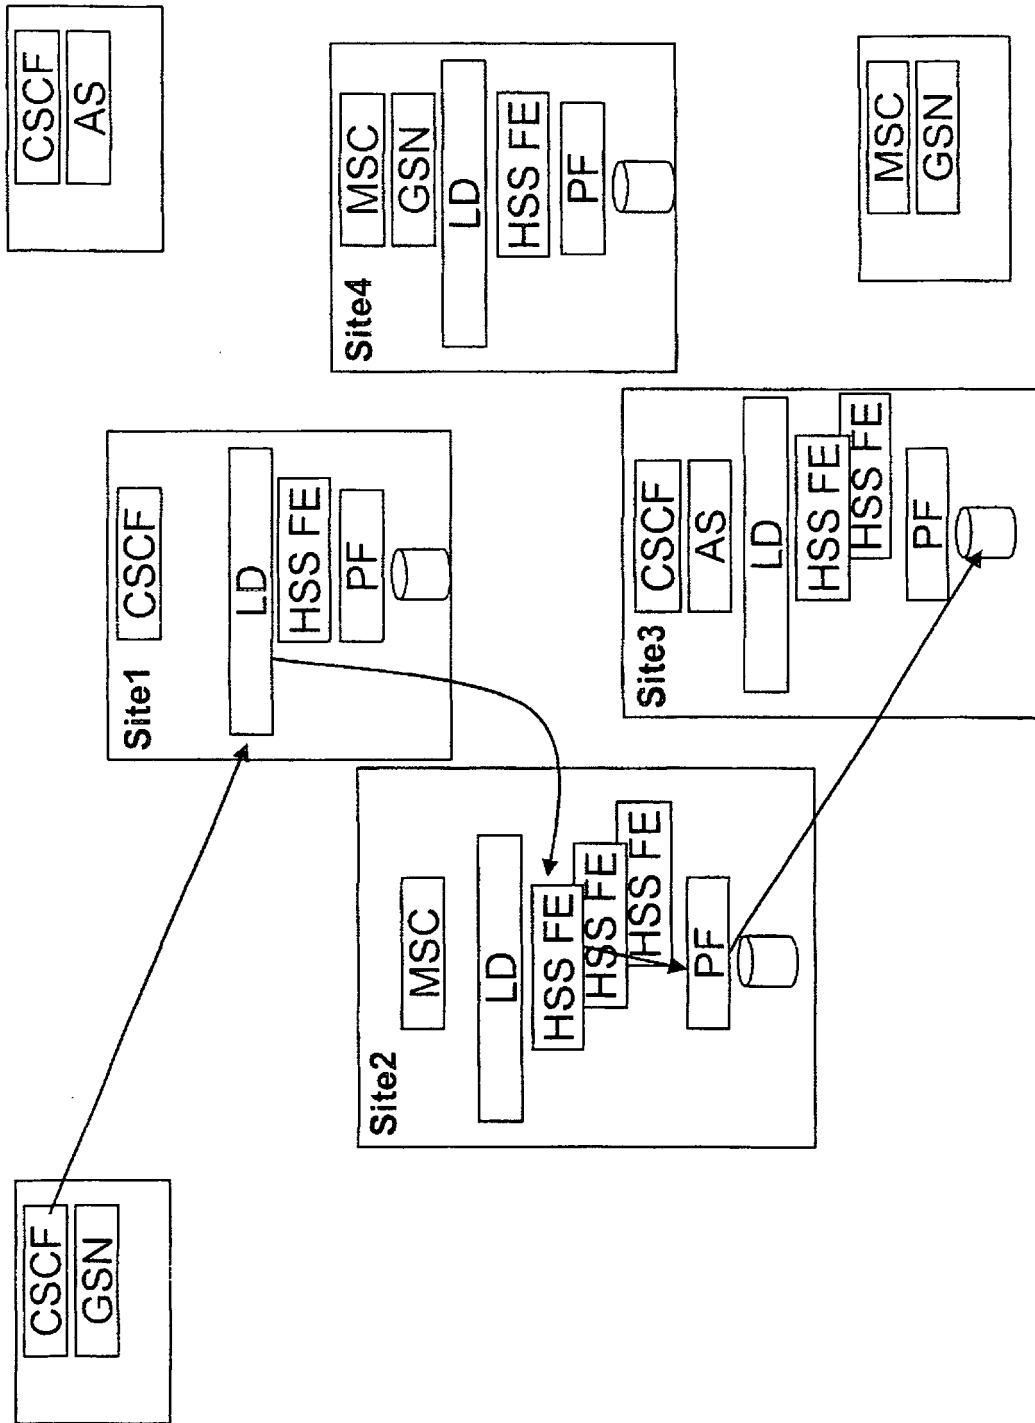 CSCF
GSN
CSCF
AS
Site1
CSCF
LD
HSS FE
PF
Site2
MSC
LD
HSS FE
HSS FE
HSS FE
PF
Site4
MSC
GSN
LD
HSS FE
PF
Site3
CSCF
AS
LD
HSS FE
HSS FE
PF
MSC
GSN